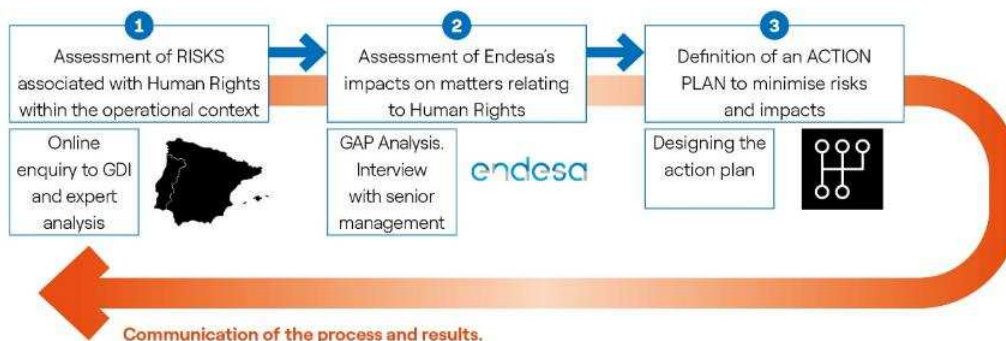 1
Assessment of RISKS
associated with Human Rights
within the operational context
Online
enquiry to GDI
and expert
analysis
2
Assessment of Endesa's
impacts on matters relating
to Human Rights
GAP Analysis.
Interview
with senior
management
endesa
3
Definition of an ACTION
PLAN to minimise risks
and impacts
Designing the
action plan
Communication of the process and results.